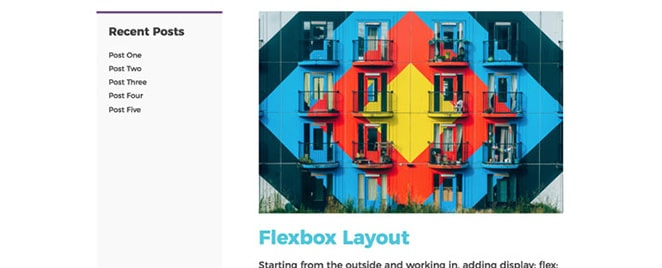 Recent Posts
Post One
Post Two
Post Three
Post Four
Post Five
Flexbox Layout
Starting from the outside and working in, adding display: flex;